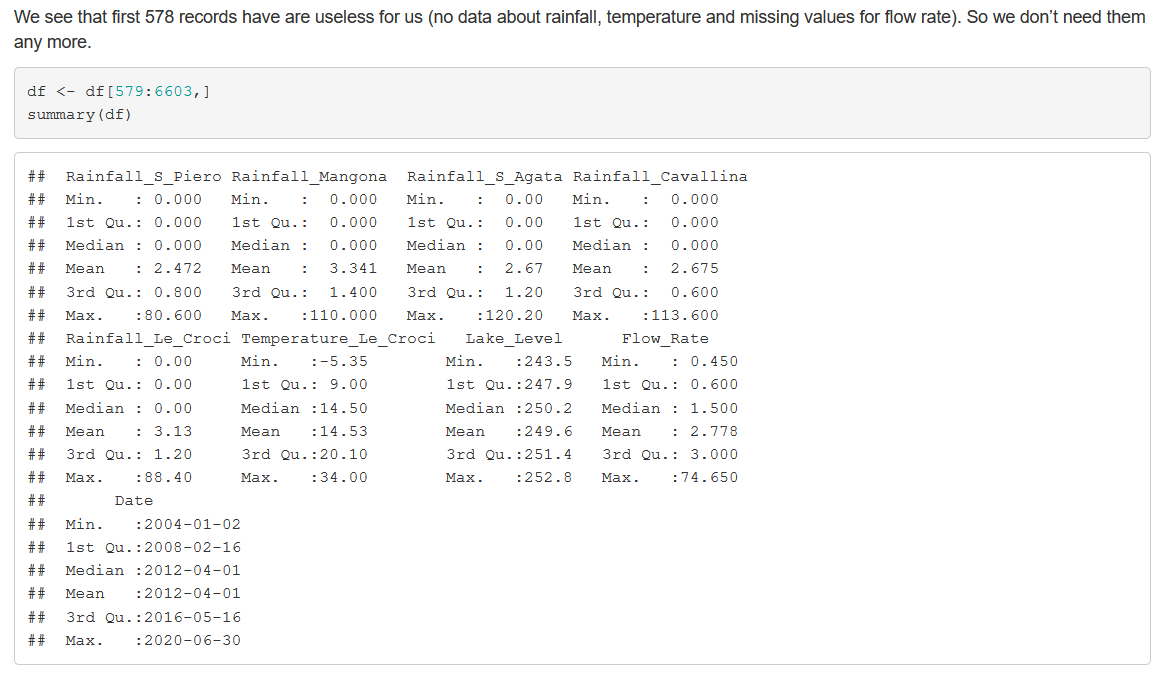 We see that first 578 records have are useless for us (no data about rainfall, temperature and missing values for flow rate). So we don’t need them
any more.
df <- df[579:6603,]
summary(df)
##  Rainfall_S_Piero Rainfall_Mangona  Rainfall_S_Agata Rainfall_Cavallina
##  Min.   : 0.000   Min.   :  0.000   Min.   :  0.00   Min.   :  0.000
##  1st Qu.: 0.000   1st Qu.:  0.000   1st Qu.:  0.00   1st Qu.:  0.000
##  Median : 0.000   Median :  0.000   Median :  0.00   Median :  0.000
##  Mean   : 2.472   Mean   :  3.341   Mean   :  2.67   Mean   :  2.675
##  3rd Qu.: 0.800   3rd Qu.:  1.400   3rd Qu.:  1.20   3rd Qu.:  0.600
##  Max.   :80.600   Max.   :110.000   Max.   :120.20   Max.   :113.600
##  Rainfall_Le_Croci Temperature_Le_Croci   Lake_Level      Flow_Rate
##  Min.   : 0.00     Min.   :-5.35        Min.   :243.5   Min.   : 0.450
##  1st Qu.: 0.00     1st Qu.: 9.00        1st Qu.:247.9   1st Qu.: 0.600
##  Median : 0.00     Median :14.50        Median :250.2   Median : 1.500
##  Mean   : 3.13     Mean   :14.53        Mean   :249.6   Mean   : 2.778
##  3rd Qu.: 1.20     3rd Qu.:20.10        3rd Qu.:251.4   3rd Qu.: 3.000
##  Max.   :88.40     Max.   :34.00        Max.   :252.8   Max.   :74.650
##       Date
##  Min.   :2004-01-02
##  1st Qu.:2008-02-16
##  Median :2012-04-01
##  Mean   :2012-04-01
##  3rd Qu.:2016-05-16
##  Max.   :2020-06-30